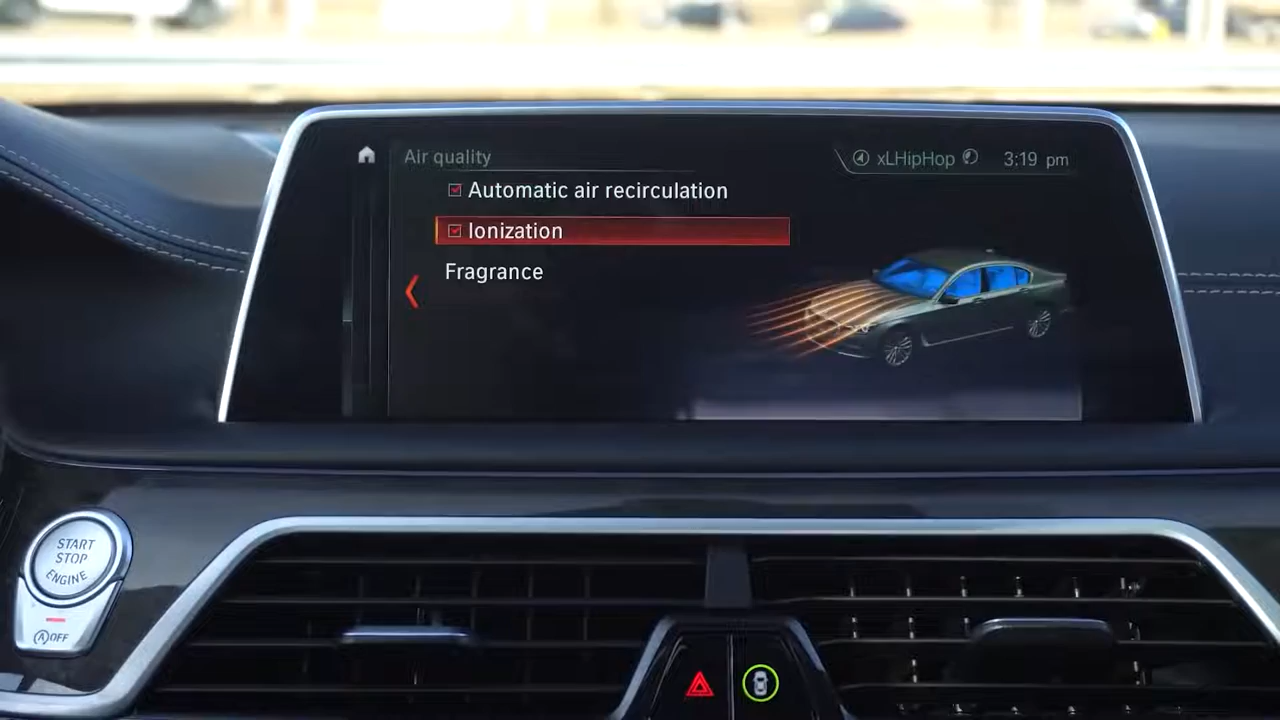 Air quality
xLHipHop 3:19 pm
Automatic air recirculation
Ionization
Fragrance
START
STOP
ENGINE
A OFF